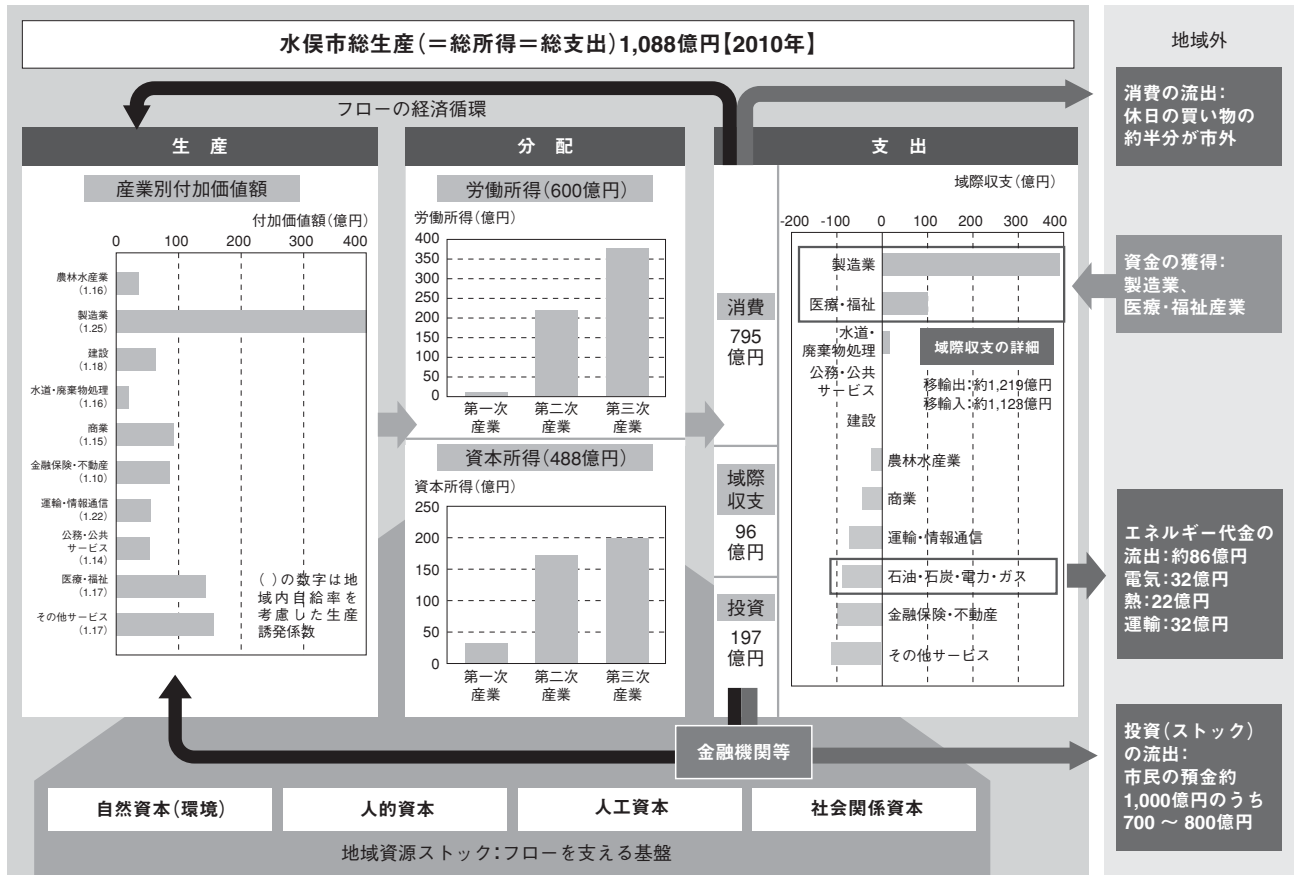 水俣市総生産(=総所得=総支出)1,088億円【2010年】
フローの経済循環
生 産
産業別付加価値額
付加価値額(億円)
0 100 200 300 400
農林水産業
(1.16)
製造業
(1.25)
建設
(1.18)
水道・廃棄物処理
(1.16)
商業
(1.15)
金融保険・不動産
(1.10)
運輸・情報通信
(1.22)
公務・公共
サービス
(1.14)
医療・福祉
(1.17)
その他サービス
(1.17)
( )の数字は地
域内自給率を
考慮した生産
誘発係数
分 配
労働所得(600億円)
労働所得(億円)
400
350
300
250
200
150
100
50
0
第一次
産業
第二次
産業
第三次
産業
資本所得(488億円)
資本所得(億円)
250
200
150
100
50
0
第一次
産業
第二次
産業
第三次
産業
支 出
消費
795
億円
域際
収支
96
億円
投資
197
億円
域際収支(億円)
-200 -100 0 100 200 300 400
製造業
医療・福祉
水道・
廃棄物処理
公務・公共
サービス
建設
域際収支の詳細
移輸出:約1,219億円
移輸入:約1,123億円
農林水産業
商業
運輸・情報通信
石油・石炭・電力・ガス
金融保険・不動産
その他サービス
金融機関等
自然資本(環境)
人的資本
人工資本
社会関係資本
地域資源ストック:フローを支える基盤
地域外
消費の流出:
休日の買い物の
約半分が市外
資金の獲得:
製造業、
医療・福祉産業
エネルギー代金の
流出:約86億円
電気:32億円
熱:22億円
運輸:32億円
投資(ストック)
の流出:
市民の預金約
1,000億円のうち
700 ~ 800億円